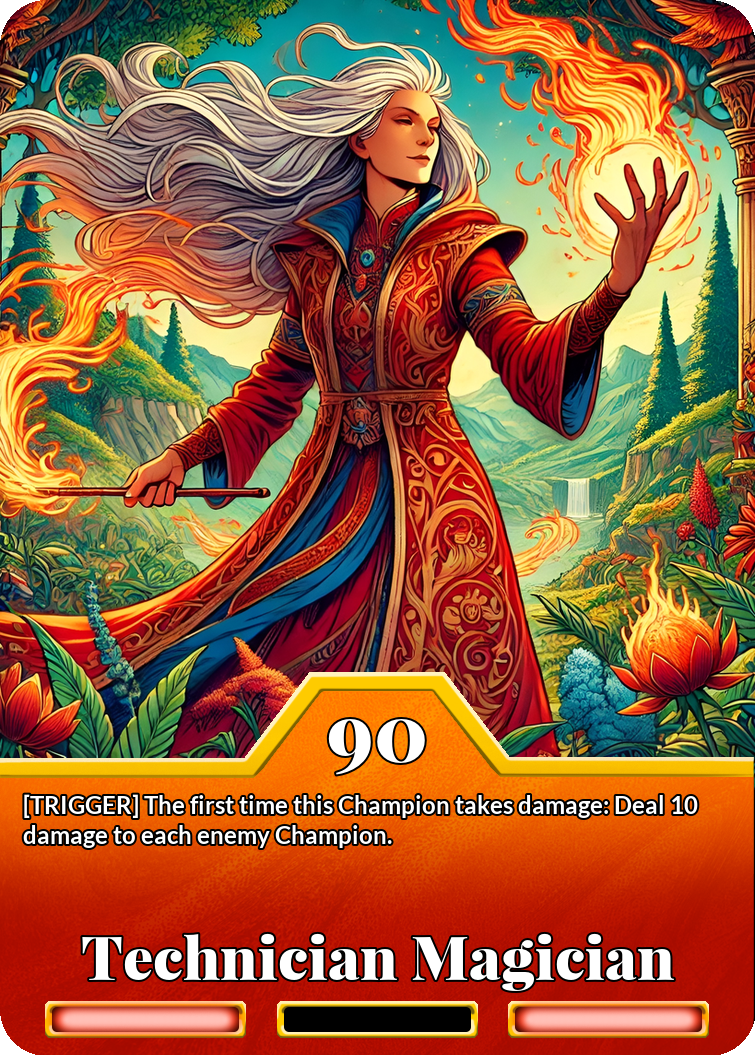 90
[TRIGGER] The first time this Champion takes damage: Deal 10
damage to each enemy Champion.
Technician Magician